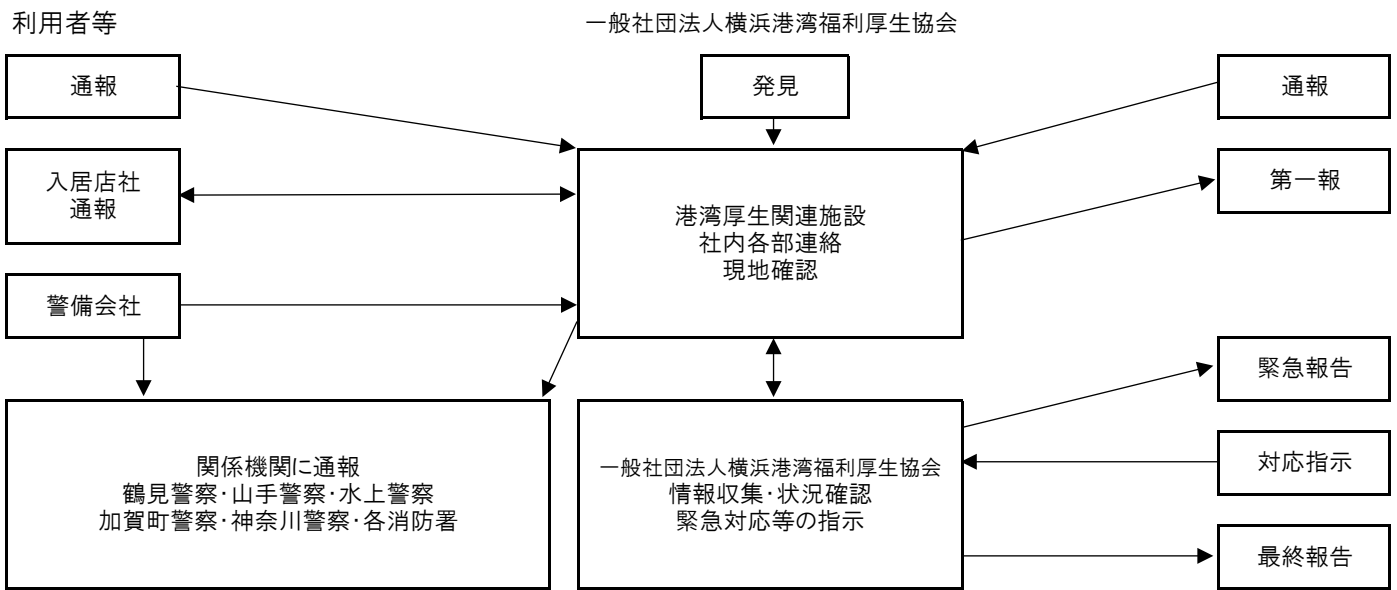 利用者等
一般社団法人横浜港湾福利厚生協会
通報
発見
通報
入居店社
通報
港湾厚生関連施設
社内各部連絡
現地確認
第一報
警備会社
緊急報告
関係機関に通報
鶴見警察･山手警察･水上警察
加賀町警察･神奈川警察･各消防署
一般社団法人横浜港湾福利厚生協会
情報収集･状況確認
緊急対応等の指示
対応指示
最終報告